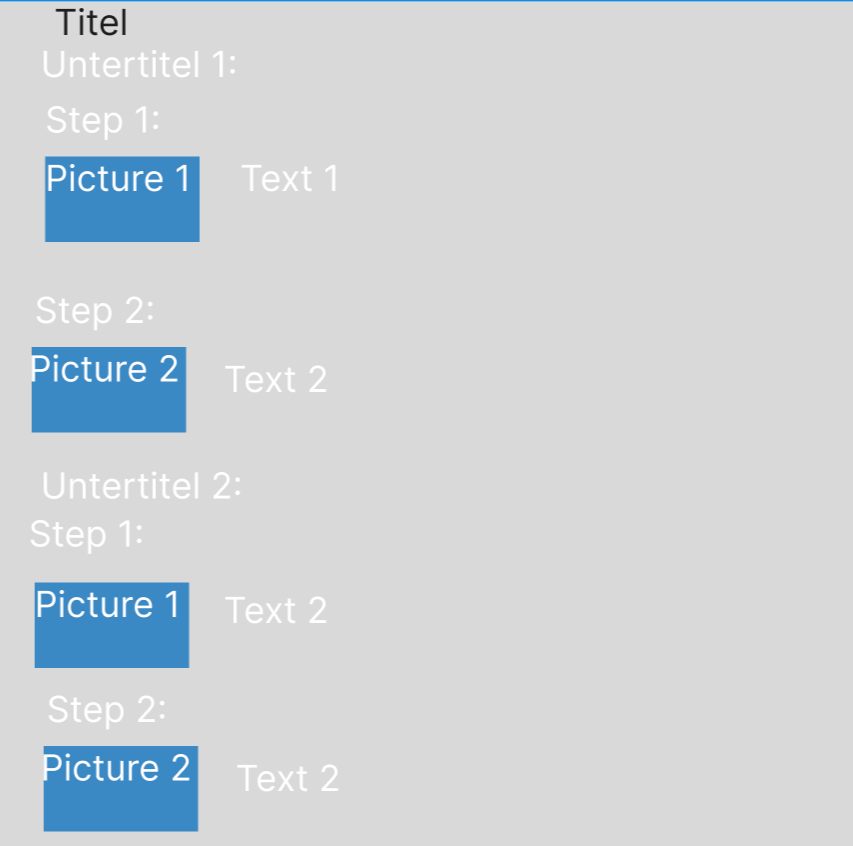 Titel
Untertitel 1:
Step 1:
Picture 1 Text 1
Step 2:
Picture 2 Text 2
Untertitel 2:
Step 1:
Picture 1 Text 2
Step 2:
Picture 2 Text 2